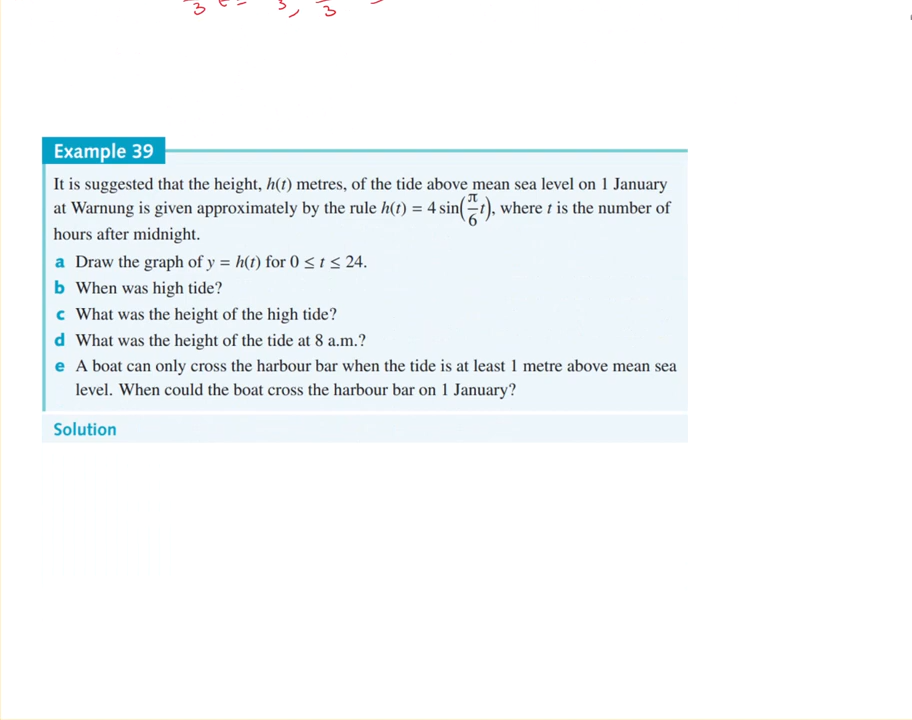 Example 39
It is suggested that the height, h(t) metres, of the tide above mean sea level on 1 January
at Warnung is given approximately by the rule h(t) = 4 sin(π/6 t), where t is the number of
hours after midnight.
a Draw the graph of y = h(t) for 0 ≤ t ≤ 24.
b When was high tide?
c What was the height of the high tide?
d What was the height of the tide at 8 a.m.?
e A boat can only cross the harbour bar when the tide is at least 1 metre above mean sea
level. When could the boat cross the harbour bar on 1 January?
Solution